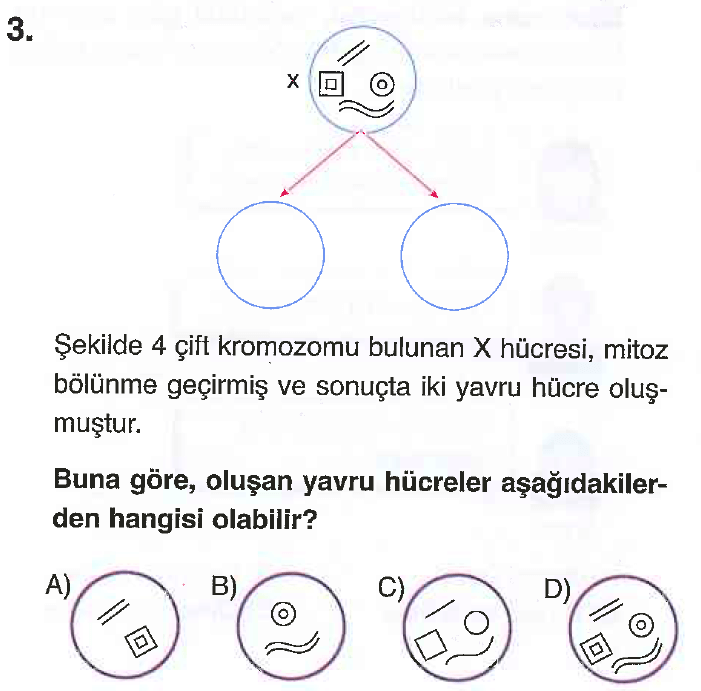 3.
X
Şekilde 4 çift kromozomu bulunan X hücresi, mitoz
bölünme geçirmiş ve sonuçta iki yavru hücre oluş-
muştur.
Buna göre, oluşan yavru hücreler aşağıdakiler-
den hangisi olabilir?
A) B) C) D)